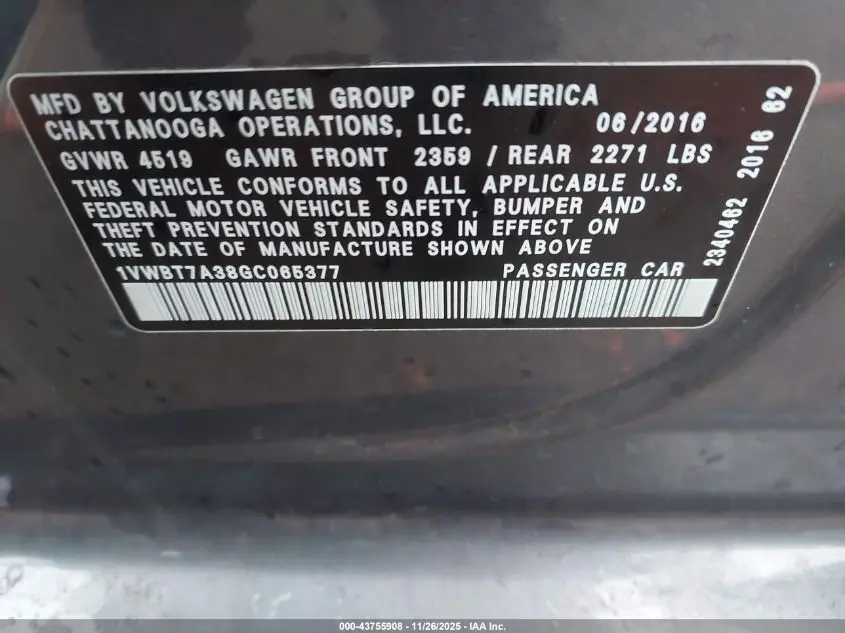 MFD BY VOLKSWAGEN GROUP OF AMERICA
CHATTANOOGA OPERATIONS, LLC. 06/2016
GVWR 4519 GAWR FRONT 2359 / REAR 2271 LBS
THIS VEHICLE CONFORMS TO ALL APPLICABLE U.S.
FEDERAL MOTOR VEHICLE SAFETY, BUMPER AND
THEFT PREVENTION STANDARDS IN EFFECT ON
THE DATE OF MANUFACTURE SHOWN ABOVE
1VWBT7A38GC065377 PASSENGER CAR
2340462 2016 62
000-43755908 - 11/26/2025 - IAA Inc.